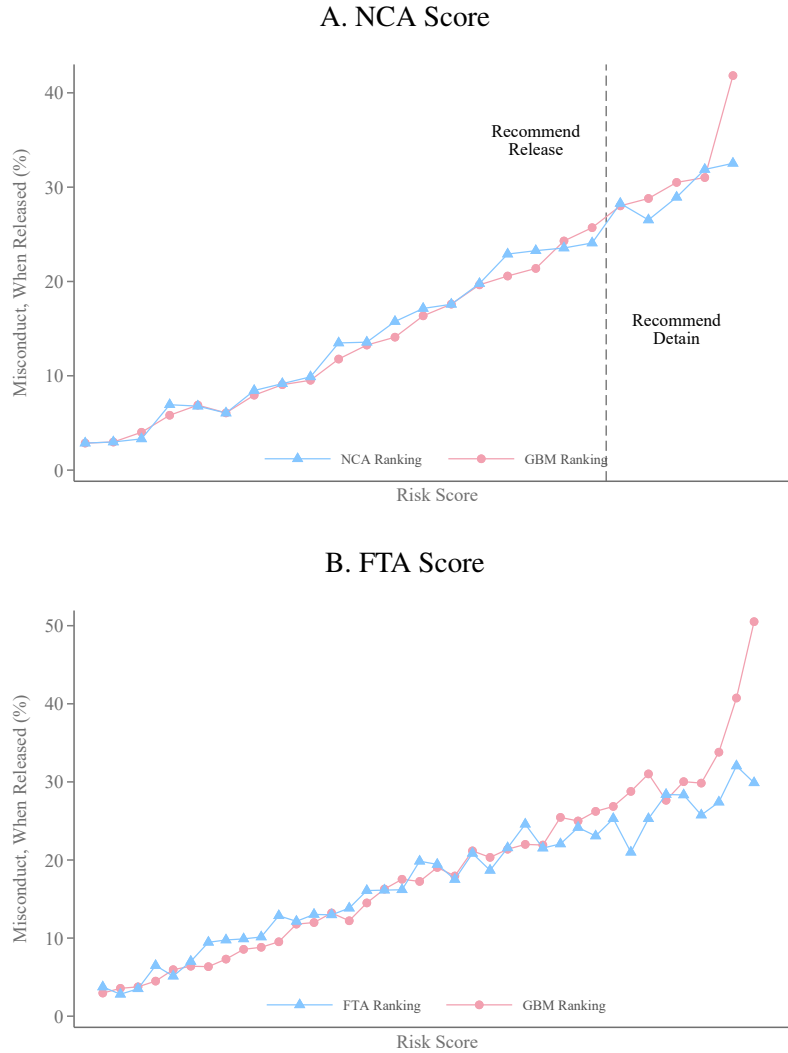 A. NCA Score
40
30
20
10
0
Misconduct, When Released (%)
Recommend
Release
Recommend
Detain
NCA Ranking
GBM Ranking
Risk Score
B. FTA Score
50
40
30
20
10
0
Misconduct, When Released (%)
FTA Ranking
GBM Ranking
Risk Score